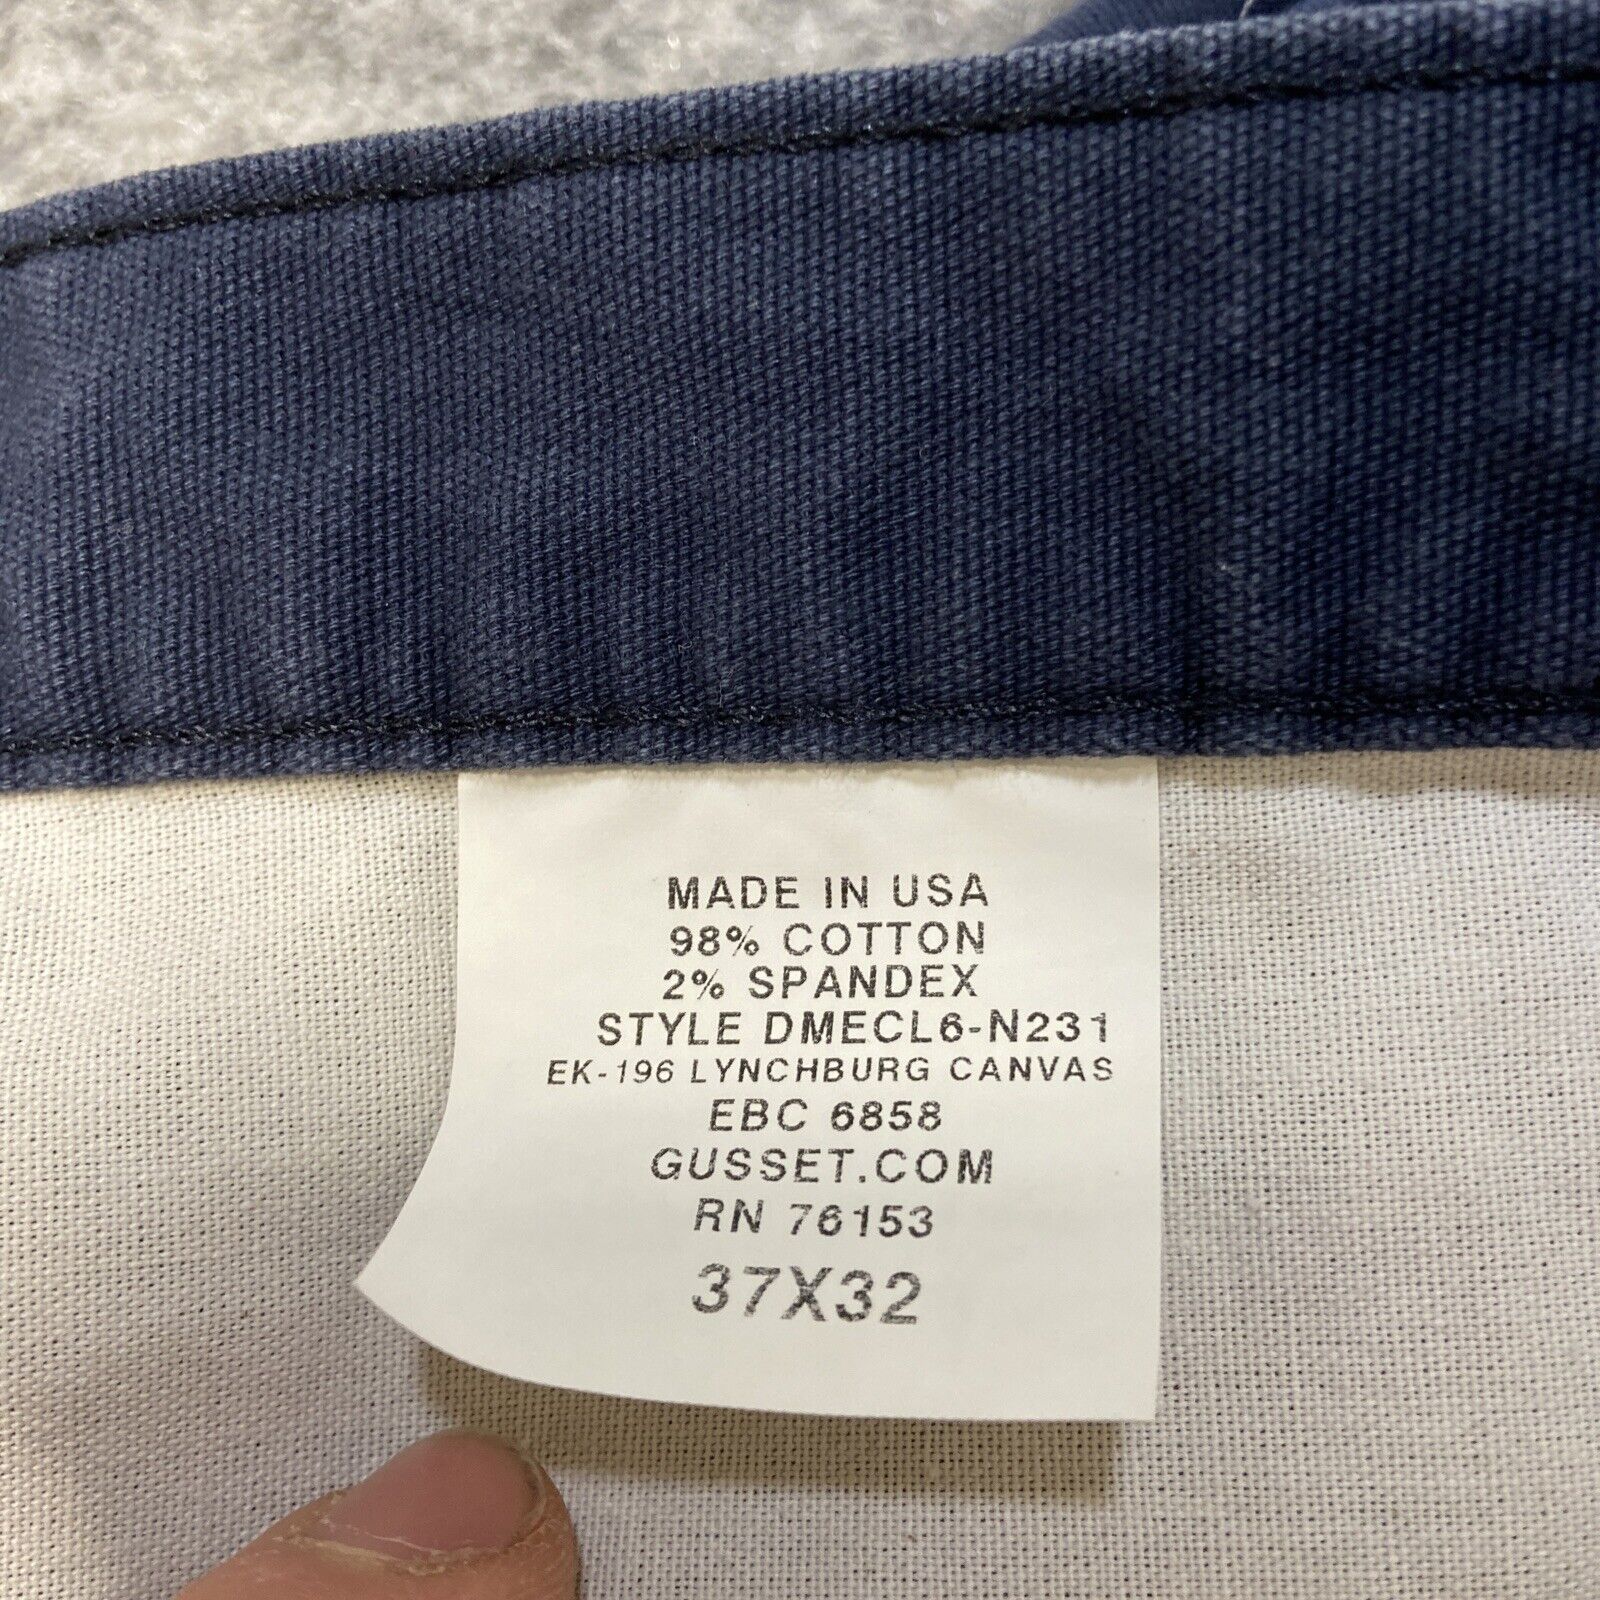 MADE IN USA
98% COTTON
2% SPANDEX
STYLE DMECL6-N231
EK-196 LYNCHBURG CANVAS
EBC 6858
GUSSET.COM
RN 76153
37X32